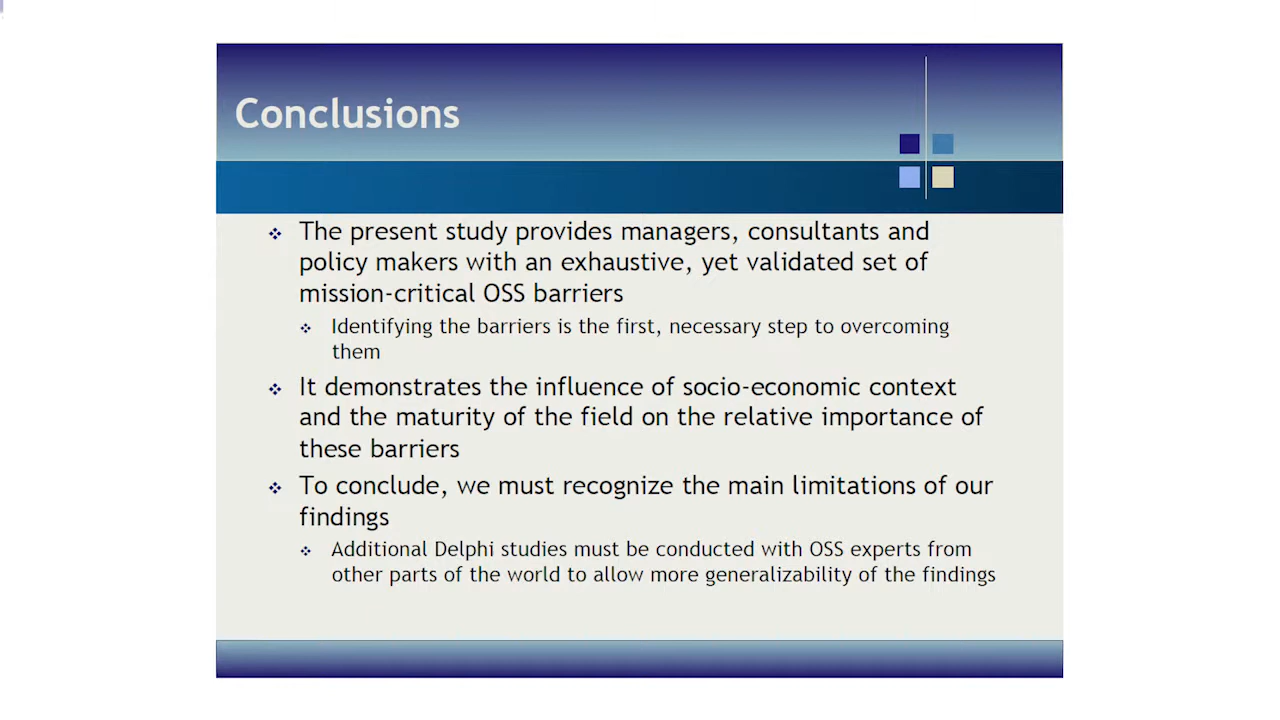 Conclusions
The present study provides managers, consultants and
policy makers with an exhaustive, yet validated set of
mission-critical OSS barriers
Identifying the barriers is the first, necessary step to overcoming
them
It demonstrates the influence of socio-economic context
and the maturity of the field on the relative importance of
these barriers
To conclude, we must recognize the main limitations of our
findings
Additional Delphi studies must be conducted with OSS experts from
other parts of the world to allow more generalizability of the findings